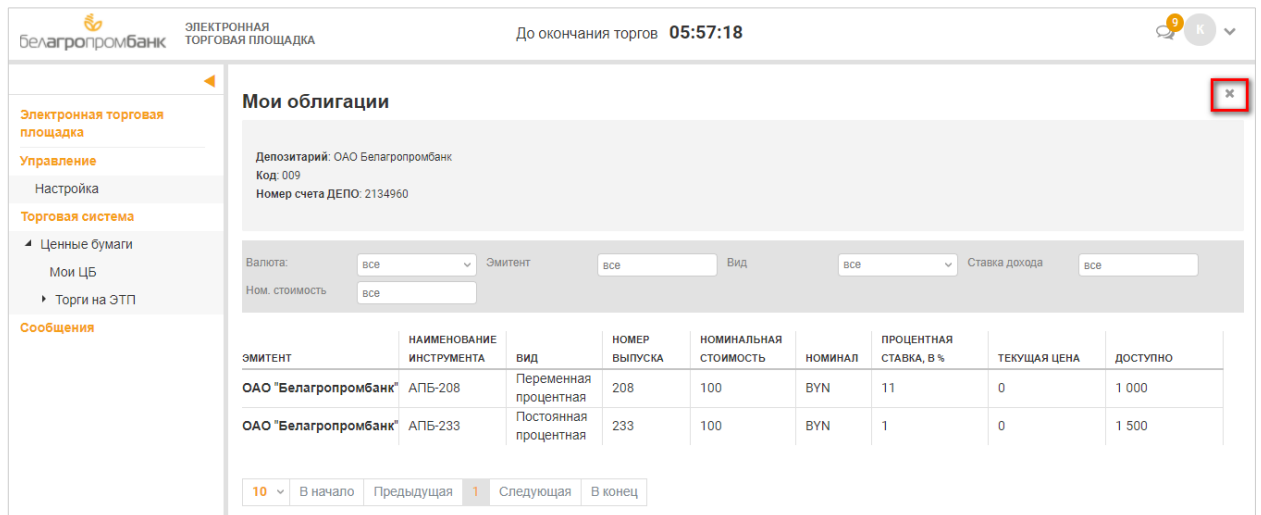 белагропромбанк
ЭЛЕКТРОННАЯ
ТОРГОВАЯ ПЛОЩАДКА
До окончания торгов 05:57:18
9
К
Электронная торговая
площадка
Управление
Настройка
Торговая система
Ценные бумаги
Мои ЦБ
Торги на ЭТП
Сообщения
Мои облигации
Депозитарий: ОАО Белагропромбанк
Код: 009
Номер счета ДЕПО: 2134960
Валюта: все Эмитент все Вид все Ставка дохода все
Ном. стоимость все
ЭМИТЕНТ НАИМЕНОВАНИЕ ИНСТРУМЕНТА ВИД НОМЕР ВЫПУСКА НОМИНАЛЬНАЯ СТОИМОСТЬ НОМИНАЛ ПРОЦЕНТНАЯ СТАВКА, В % ТЕКУЩАЯ ЦЕНА ДОСТУПНО
ОАО "Белагропромбанк" АПБ-208 Переменная процентная 208 100 BYN 11 0 1 000
ОАО "Белагропромбанк" АПБ-233 Постоянная процентная 233 100 BYN 1 0 1 500
10 В начало Предыдущая 1 Следующая В конец